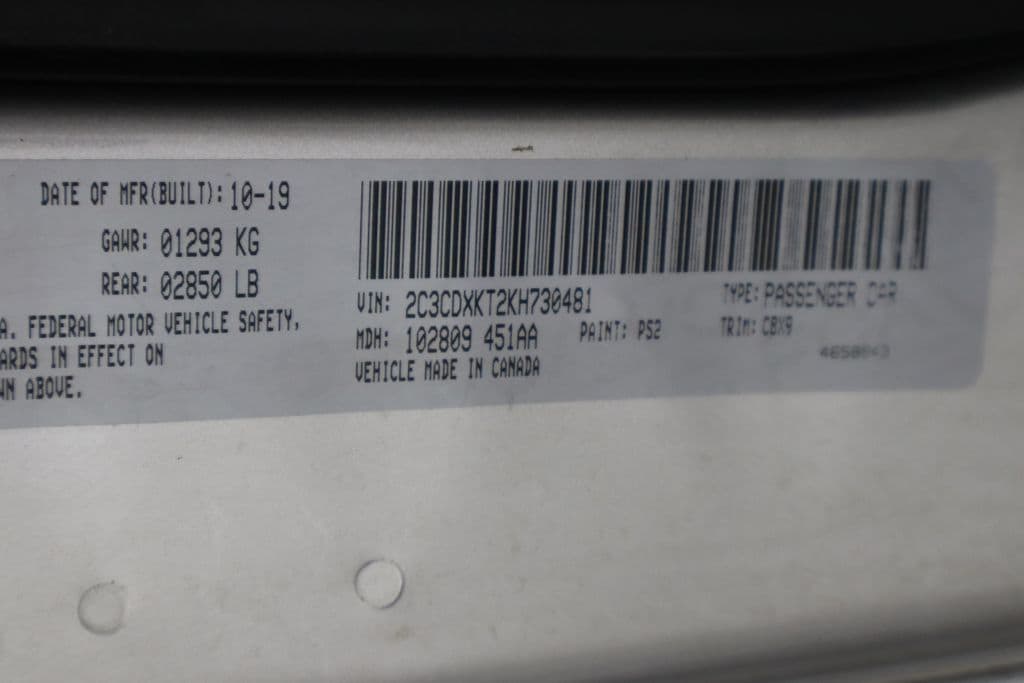 DATE OF MFR(BUILT): 10-19
GAWR: 01293 KG
REAR: 02850 LB
A. FEDERAL MOTOR VEHICLE SAFETY,
ARDS IN EFFECT ON
WN ABOVE.
VIN: 2C3CDXKT2KH730481
TYPE: PASSENGER CAR
MDH: 102809 451AA
PAINT: PS2
TRIM: CBX9
VEHICLE MADE IN CANADA